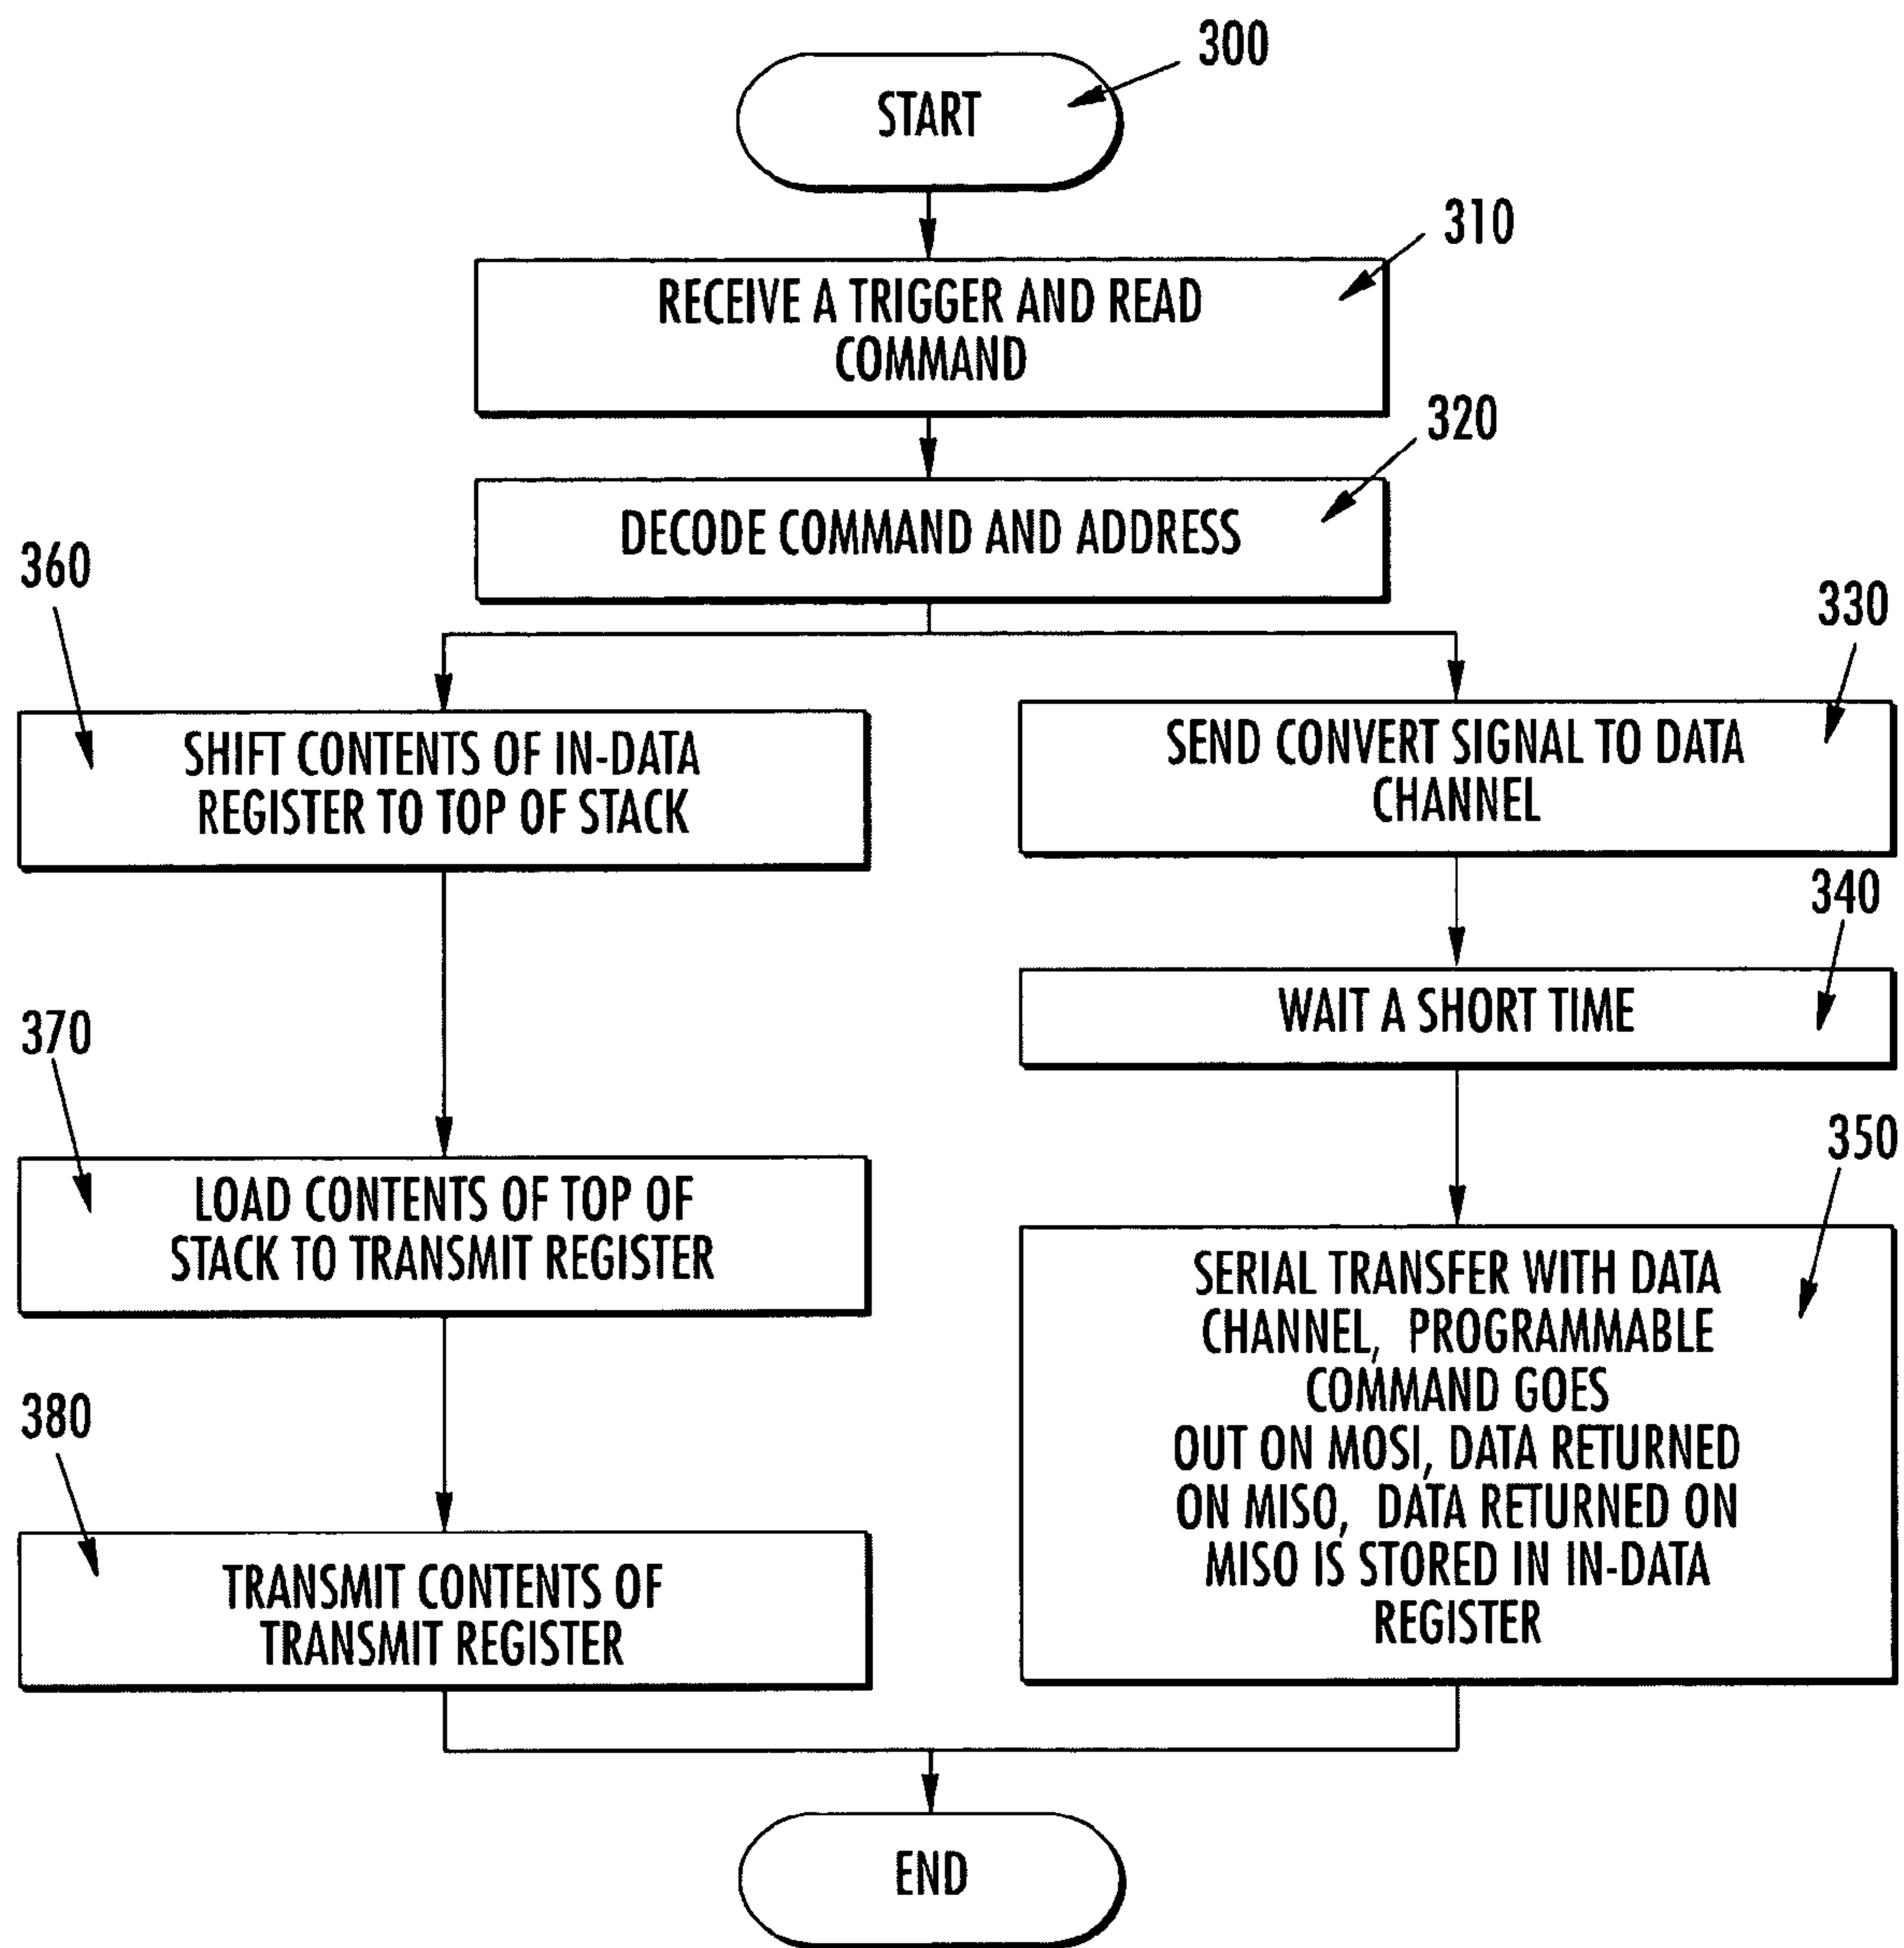 300
START
310
RECEIVE A TRIGGER AND READ
COMMAND
320
DECODE COMMAND AND ADDRESS
360
SHIFT CONTENTS OF IN-DATA
REGISTER TO TOP OF STACK
330
SEND CONVERT SIGNAL TO DATA
CHANNEL
340
WAIT A SHORT TIME
370
LOAD CONTENTS OF TOP OF
STACK TO TRANSMIT REGISTER
350
SERIAL TRANSFER WITH DATA
CHANNEL, PROGRAMMABLE
COMMAND GOES
OUT ON MOSI, DATA RETURNED
ON MISO, DATA RETURNED ON
MISO IS STORED IN IN-DATA
REGISTER
380
TRANSMIT CONTENTS OF
TRANSMIT REGISTER
END